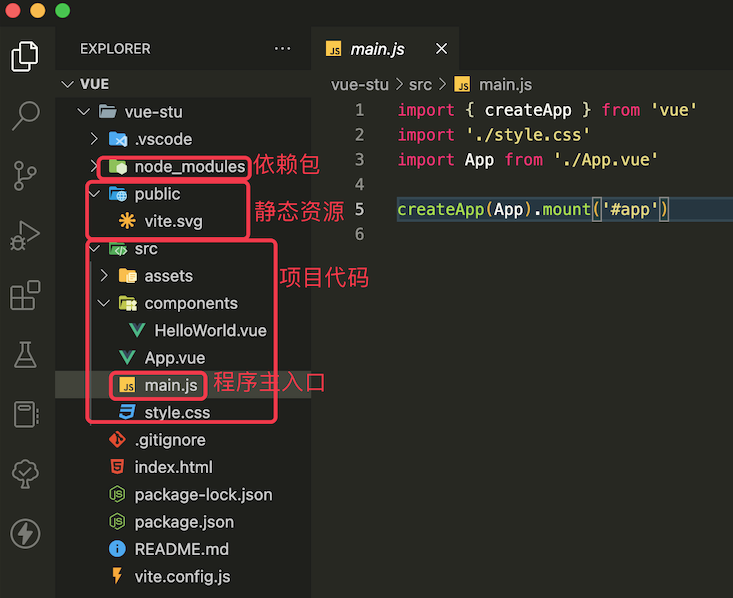 EXPLORER
main.js
VUE
vue-stu > src > main.js
vue-stu
.vscode
node_modules 依赖包
public
静态资源
vite.svg
src
assets
项目代码
components
HelloWorld.vue
App.vue
main.js 程序主入口
style.css
.gitignore
index.html
package-lock.json
package.json
README.md
vite.config.js
1 import { createApp } from 'vue'
2 import './style.css'
3 import App from './App.vue'
4
5 createApp(App).mount('#app')
6